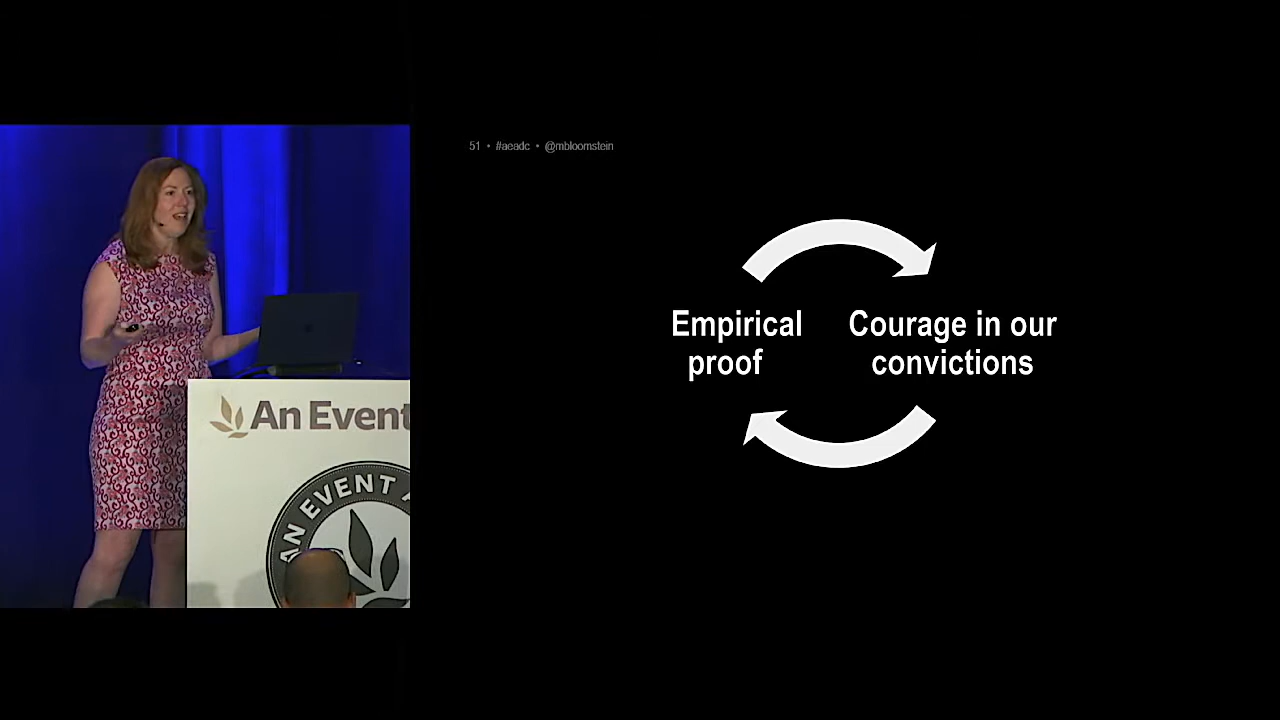 51 • #aeadc • @mbloomstein
Empirical
proof
Courage in our
convictions
An Event
AN EVENT A